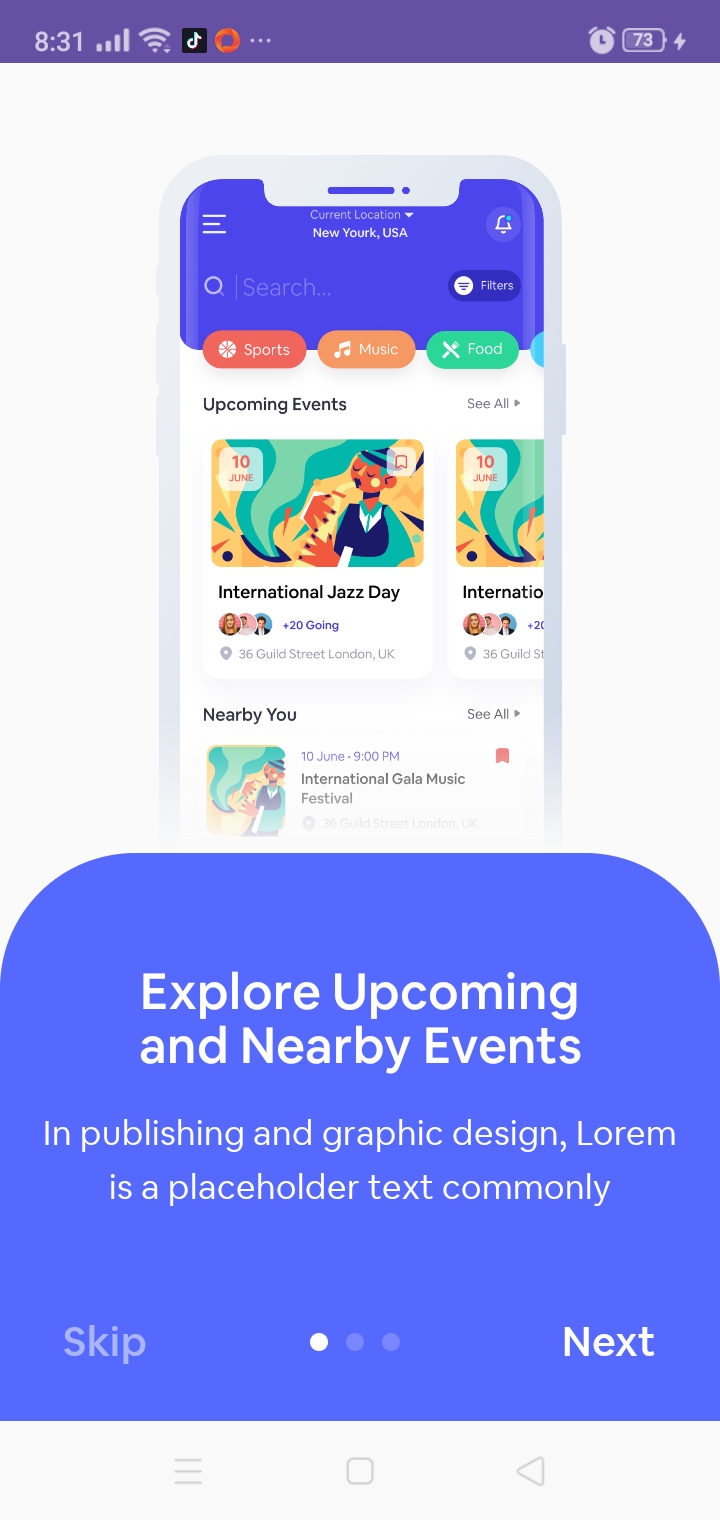 8:31
73
Current Location
New Yourk, USA
Search...
Filters
Sports
Music
Food
Upcoming Events
See All
10
JUNE
10
JUNE
International Jazz Day
Internatio
+20 Going
+20
36 Guild Street London, UK
36 Guild St
Nearby You
See All
10 June • 9:00 PM
International Gala Music
Festival
36 Guild Street London, UK
Explore Upcoming
and Nearby Events
In publishing and graphic design, Lorem
is a placeholder text commonly
Skip
Next